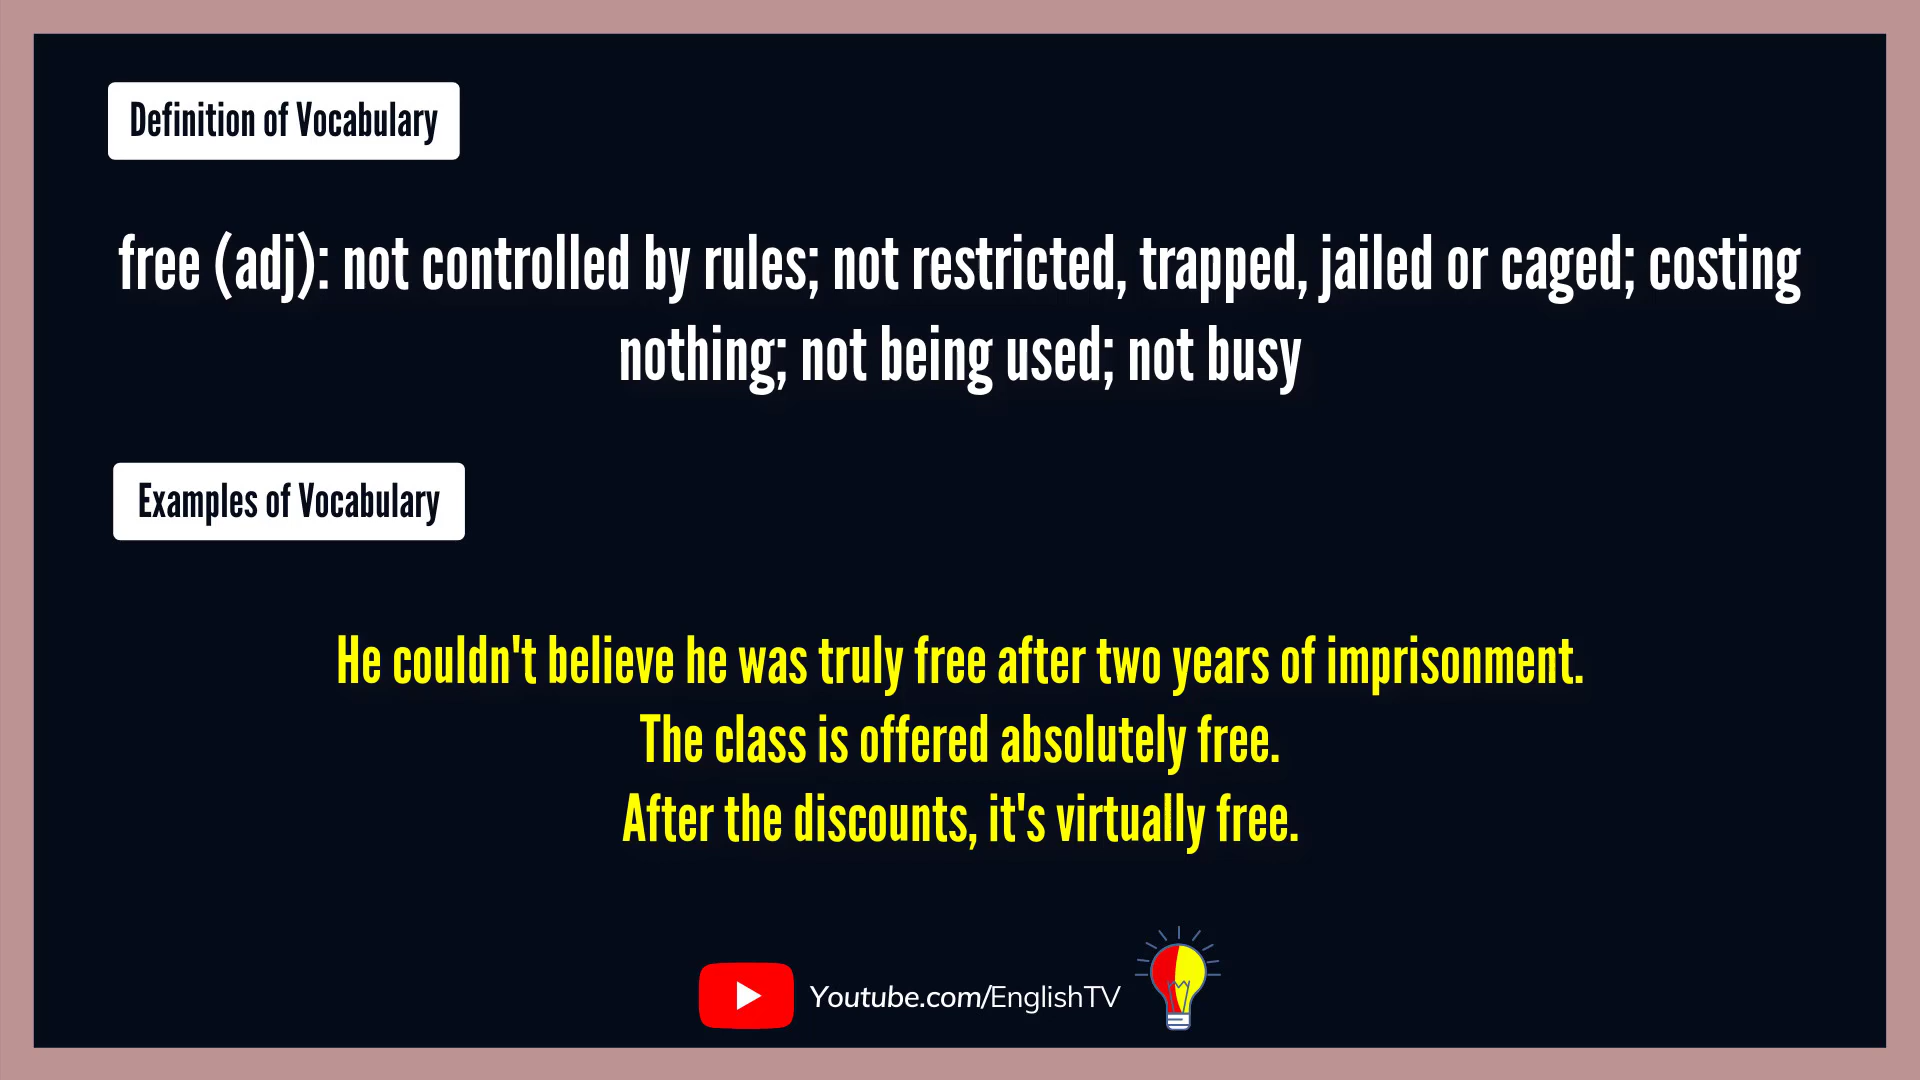 Definition of Vocabulary
free (adj): not controlled by rules; not restricted, trapped, jailed or caged; costing
nothing; not being used; not busy
Examples of Vocabulary
He couldn't believe he was truly free after two years of imprisonment.
The class is offered absolutely free.
After the discounts, it's virtually free.
Youtube.com/EnglishTV